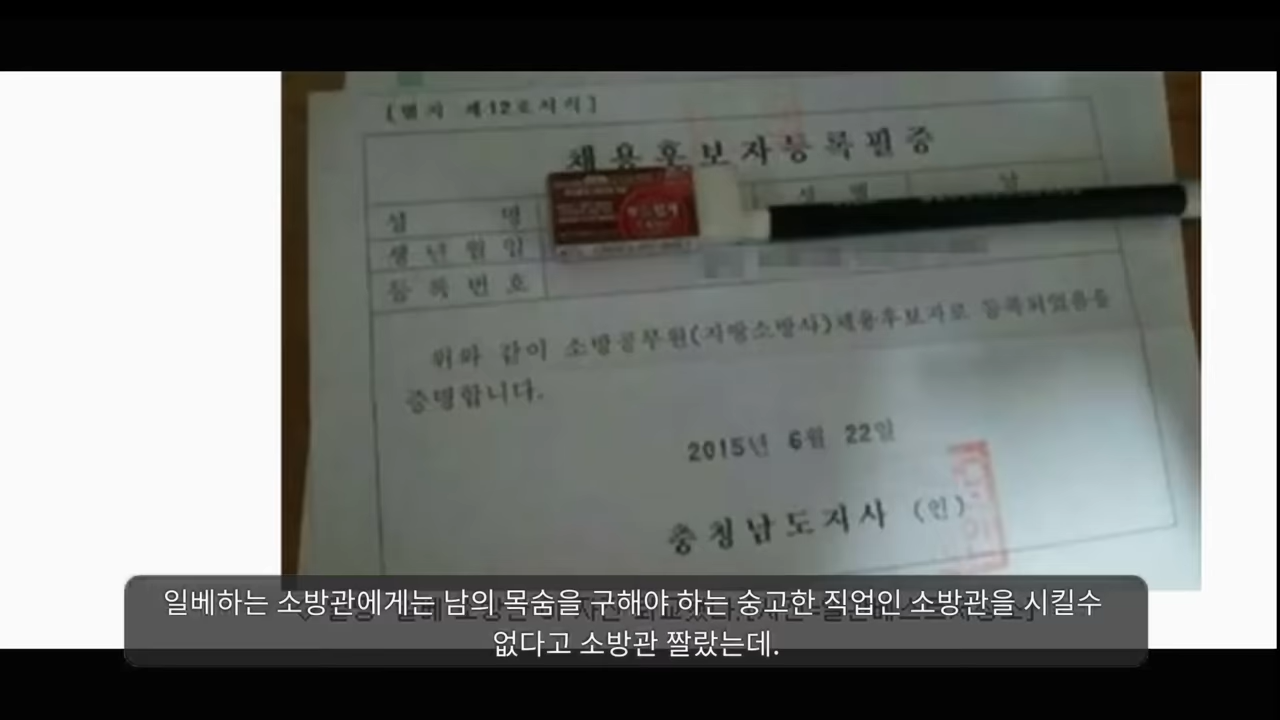 [별지 제12호서식]
채용후보자등록필증
성 명
성 별
남
생년월일
등록번호
위와 같이 소방공무원(지방소방사)채용후보자로 등록되었음을
증명합니다.
2015년 6월 22일
충청남도지사 (인)
일베하는 소방관에게는 남의 목숨을 구해야 하는 숭고한 직업인 소방관을 시킬수
없다고 소방관 짤랐는데.